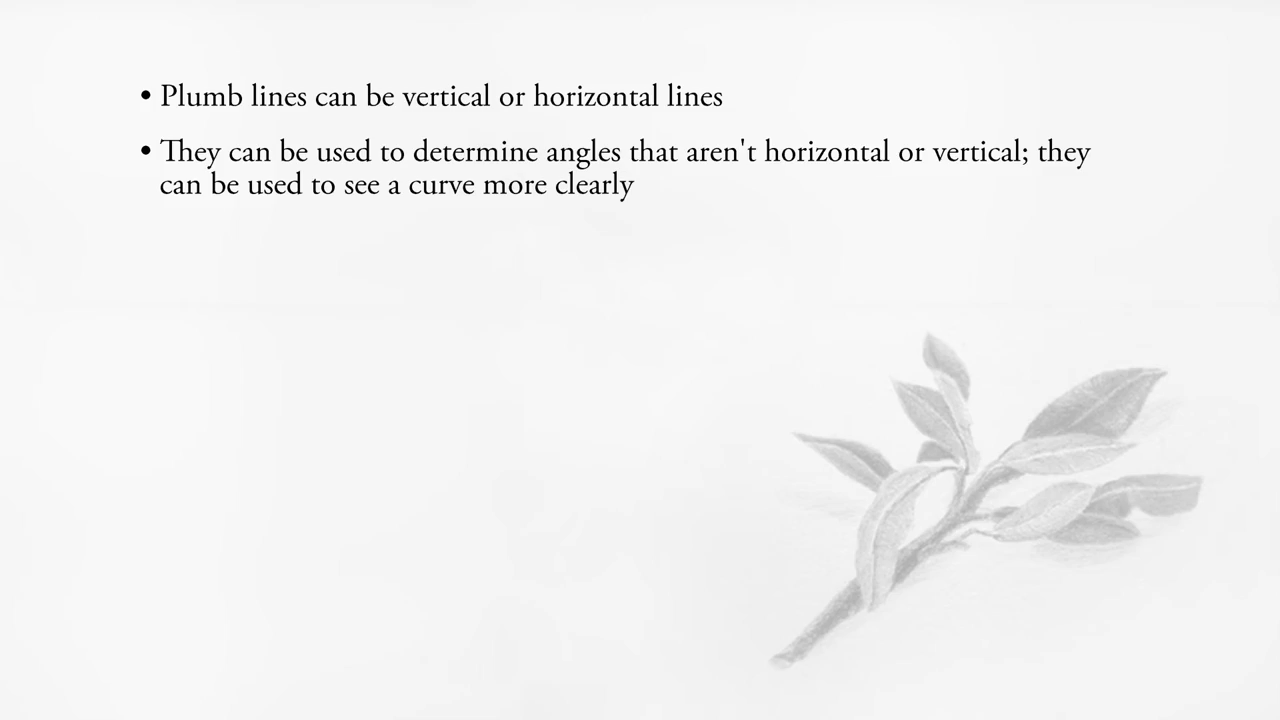 • Plumb lines can be vertical or horizontal lines
• They can be used to determine angles that aren't horizontal or vertical; they
can be used to see a curve more clearly